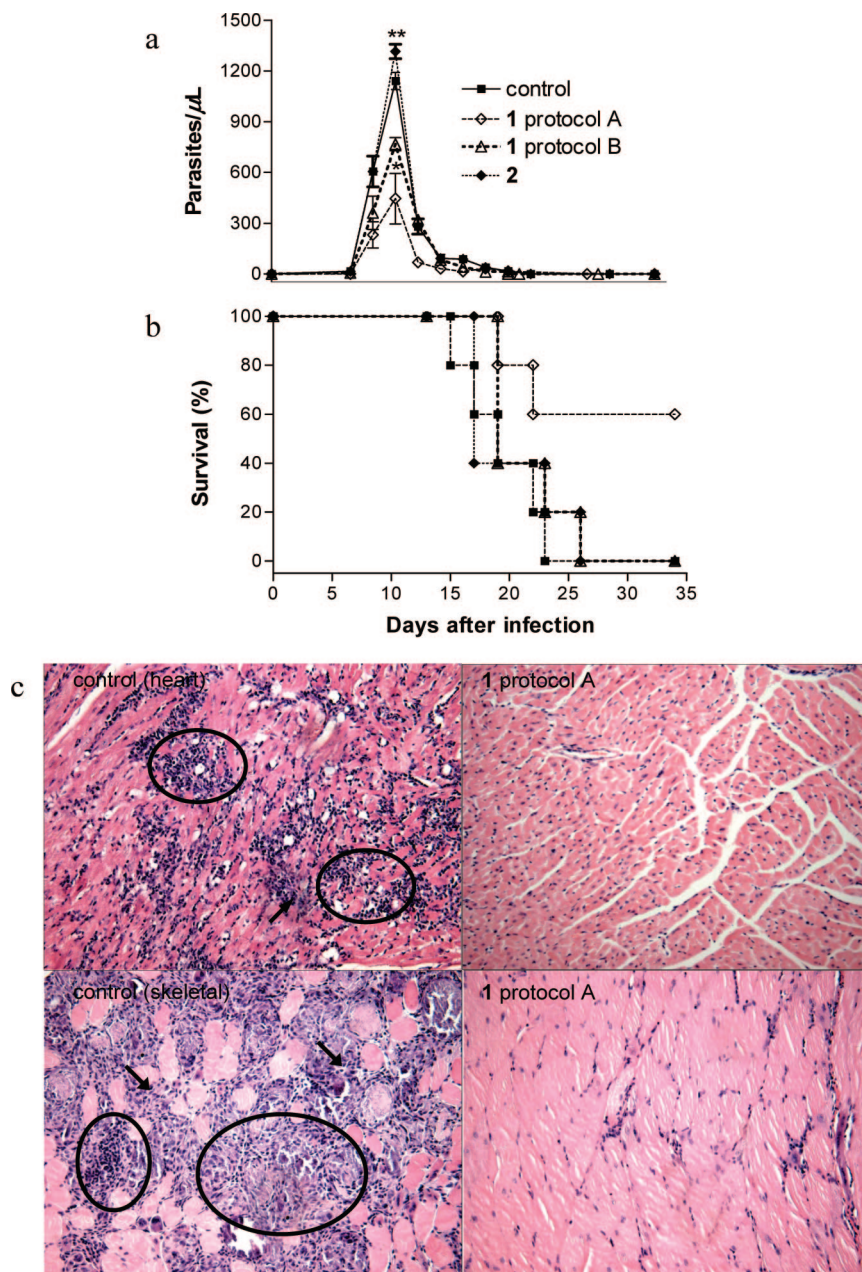 a
**
1500
1200
900
600
300
0
Parasites/μL
*
control
1 protocol A
1 protocol B
2
b
100
80
60
40
20
0
Survival (%)
0 5 10 15 20 25 30 35
Days after infection
c
control (heart)
1 protocol A
control (skeletal)
1 protocol A